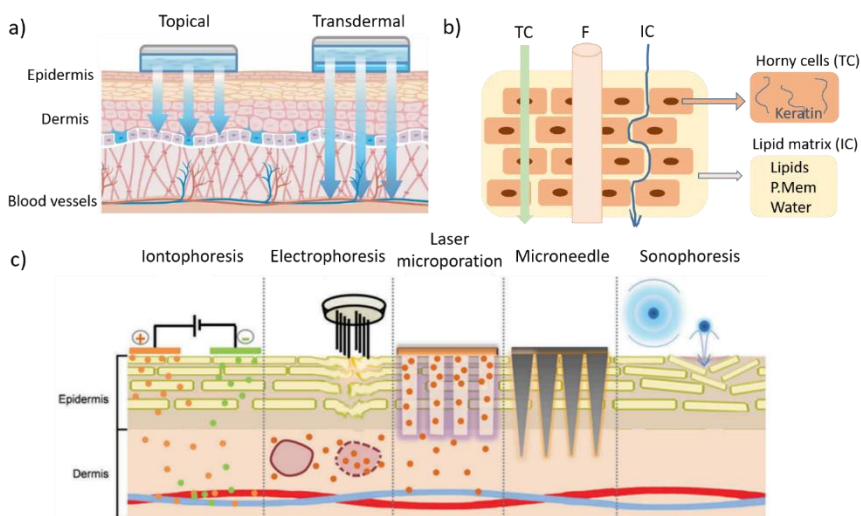 a)
Topical
Transdermal
Epidermis
Dermis
Blood vessels
b)
TC
F
IC
Horny cells (TC)
Keratin
Lipid matrix (IC)
Lipids
P.Mem
Water
c)
Iontophoresis
Electrophoresis
Laser
microporation
Microneedle
Sonophoresis
+
−
Epidermis
Dermis